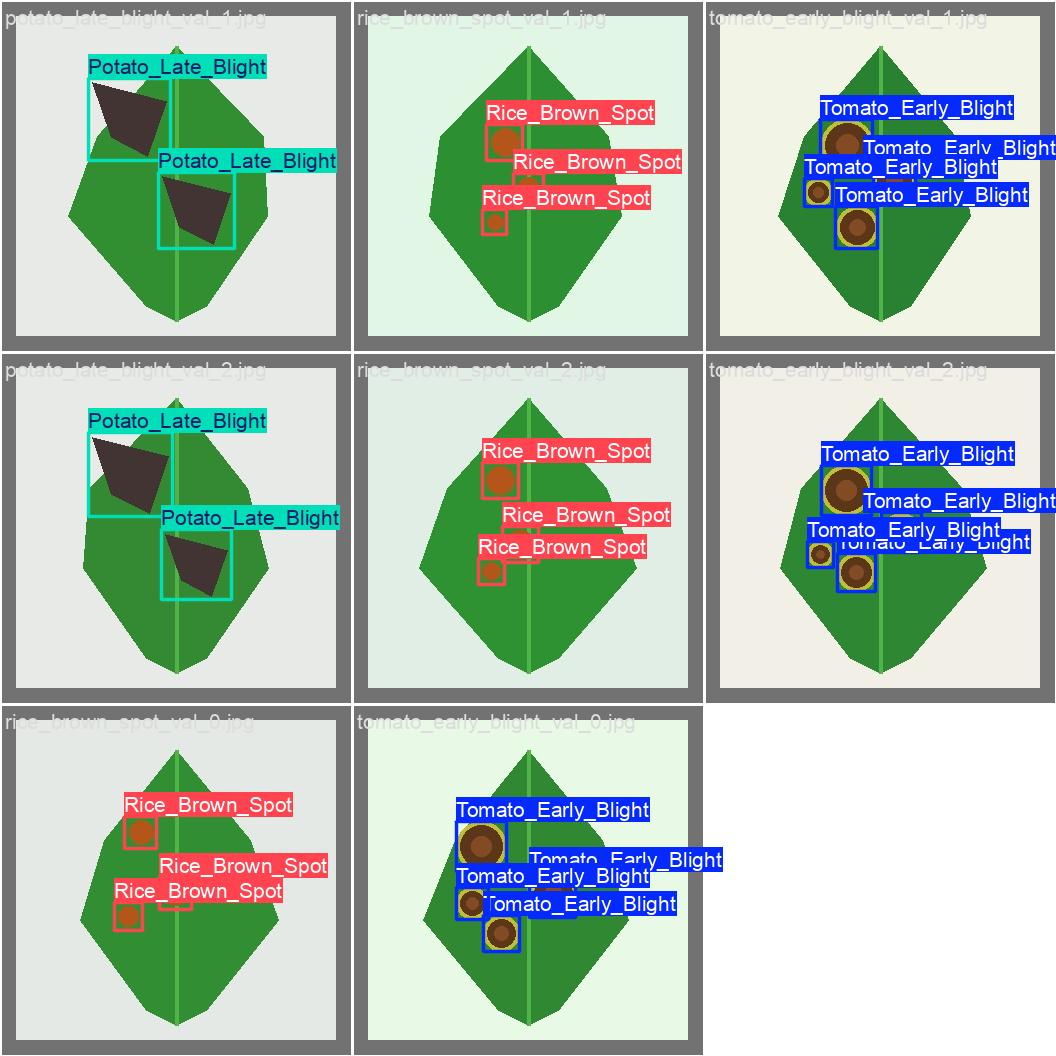 potato_late_blight_val_1.jpg
Potato_Late_Blight
Potato_Late_Blight
rice_brown_spot_val_1.jpg
Rice_Brown_Spot
Rice_Brown_Spot
Rice_Brown_Spot
tomato_early_blight_val_1.jpg
Tomato_Early_Blight
Tomato_Early_Blight
Tomato_Early_Blight
Tomato_Early_Blight
potato_late_blight_val_2.jpg
Potato_Late_Blight
Potato_Late_Blight
rice_brown_spot_val_2.jpg
Rice_Brown_Spot
Rice_Brown_Spot
Rice_Brown_Spot
tomato_early_blight_val_2.jpg
Tomato_Early_Blight
Tomato_Early_Blight
Tomato_Early_Blight
Tomato_Early_Blight
rice_brown_spot_val_0.jpg
Rice_Brown_Spot
Rice_Brown_Spot
Rice_Brown_Spot
tomato_early_blight_val_0.jpg
Tomato_Early_Blight
Tomato_Early_Blight
Tomato_Early_Blight
Tomato_Early_Blight